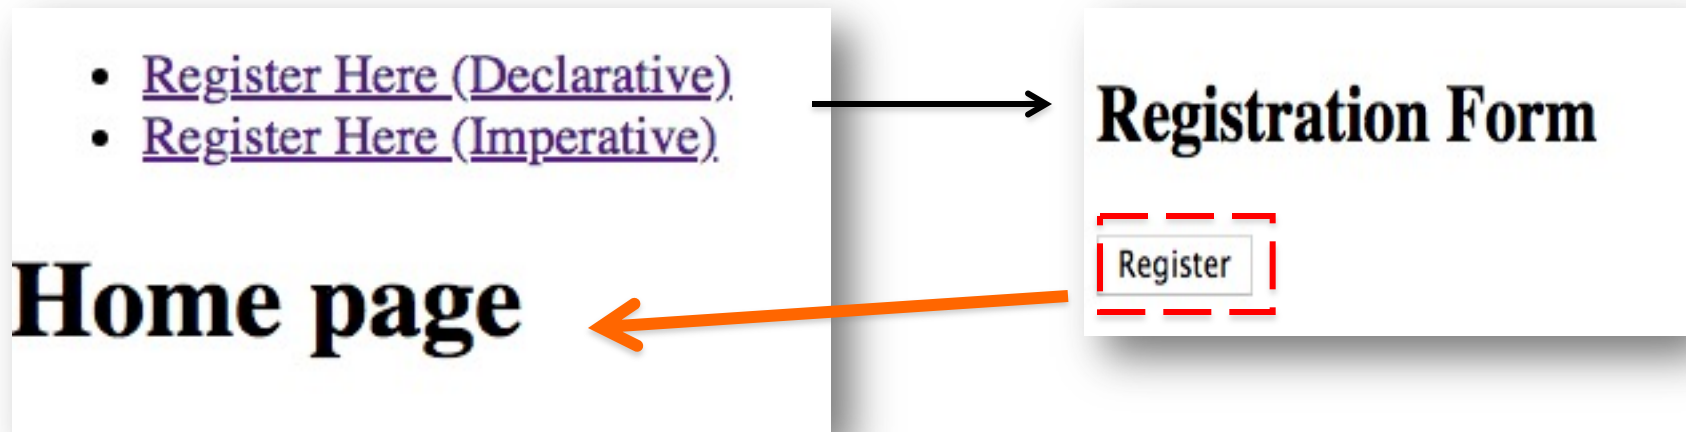 Register Here (Declarative)
Register Here (Imperative)
Home page
Registration Form
Register